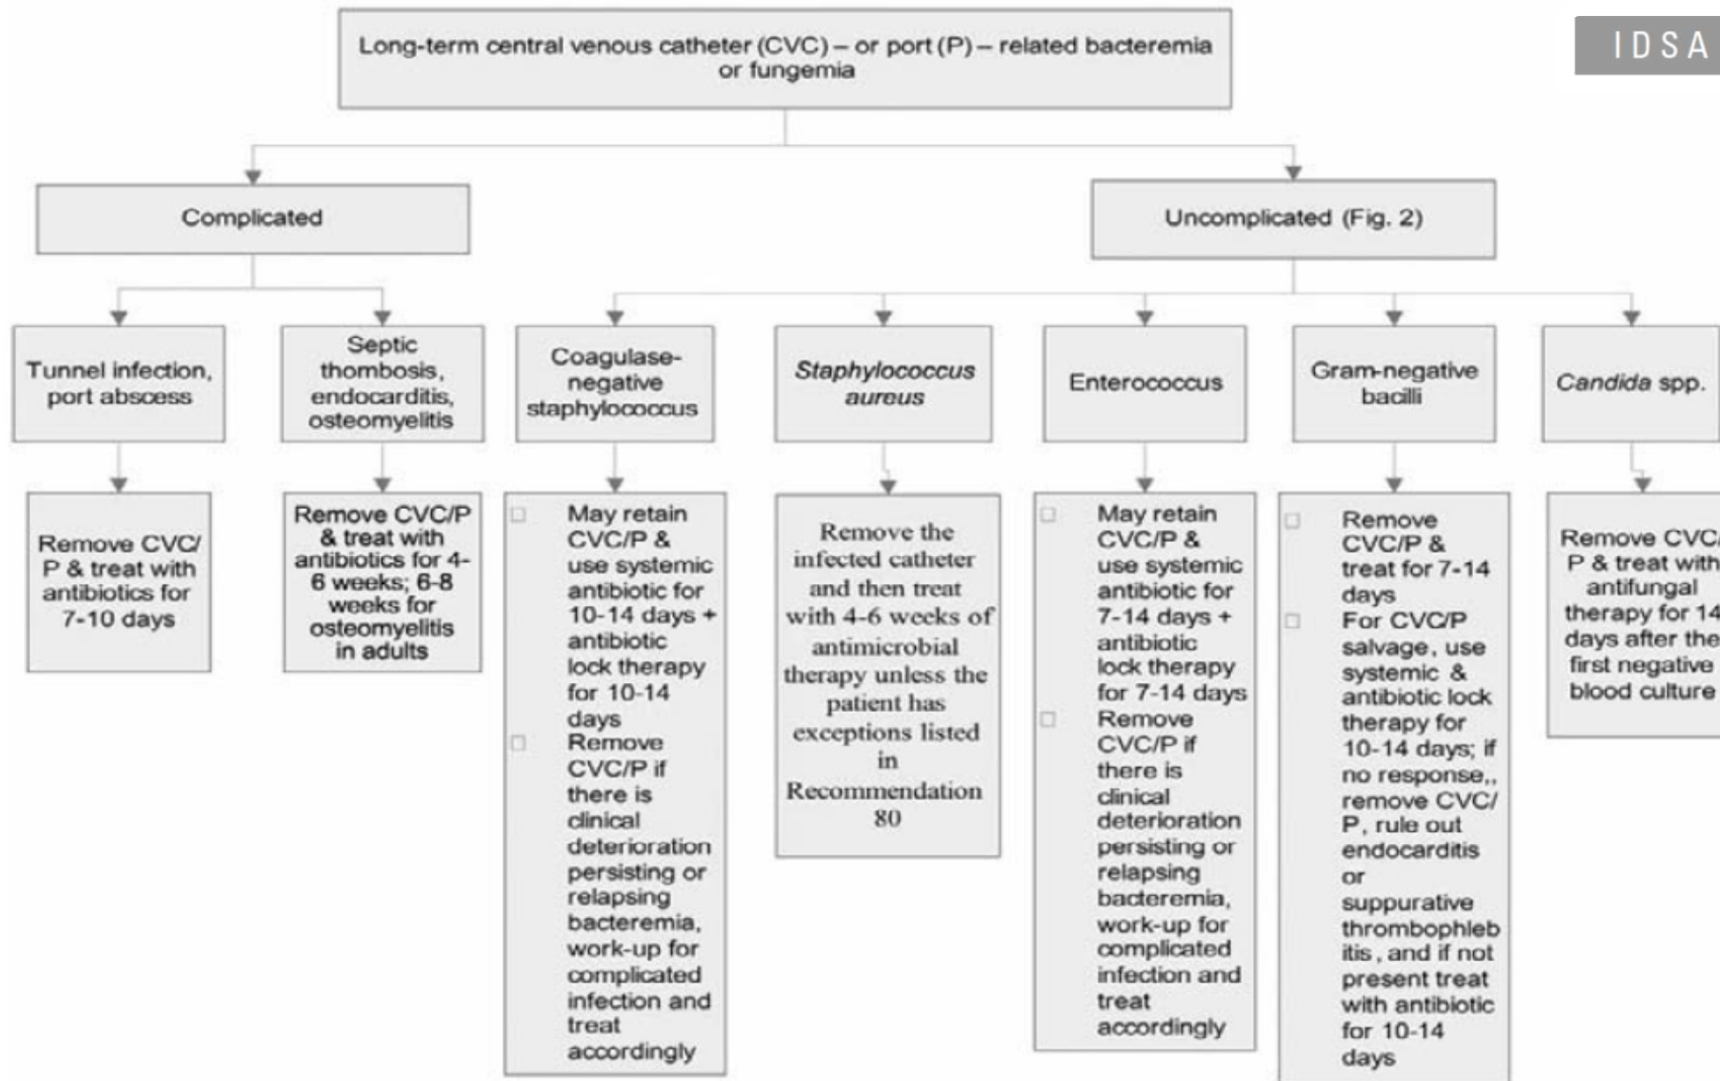 Long-term central venous catheter (CVC) – or port (P) – related bacteremia
or fungemia
IDSA
Complicated
Uncomplicated (Fig. 2)
Tunnel infection,
port abscess
Septic
thombosis,
endocarditis,
osteomyelitis
Coagulase-
negative
staphylococcus
Staphylococcus
aureus
Enterococcus
Gram-negative
bacilli
Candida spp.
Remove CVC/
P & treat with
antibiotics for
7-10 days
Remove CVC/P
& treat with
antibiotics for 4-
6 weeks; 6-8
weeks for
osteomyelitis
in adults
May retain
CVC/P &
use systemic
antibiotic for
10-14 days +
antibiotic
lock therapy
for 10-14
days
Remove
CVC/P if
there is
clinical
deterioration
persisting or
relapsing
bacteremia,
work-up for
complicated
infection and
treat
accordingly
Remove the
infected catheter
and then treat
with 4-6 weeks of
antimicrobial
therapy unless the
patient has
exceptions listed
in
Recommendation
80
May retain
CVC/P &
use systemic
antibiotic for
7-14 days +
antibiotic
lock therapy
for 7-14 days
Remove
CVC/P if
there is
clinical
deterioration
persisting or
relapsing
bacteremia,
work-up for
complicated
infection and
treat
accordingly
Remove
CVC/P &
treat for 7-14
days
For CVC/P
salvage, use
systemic &
antibiotic lock
therapy for
10-14 days; if
no response,,
remove CVC/
P, rule out
endocarditis
or
suppurative
thrombophleb
itis, and if not
present treat
with antibiotic
for 10-14
days
Remove CVC/
P & treat with
antifungal
therapy for 14
days after the
first negative
blood culture